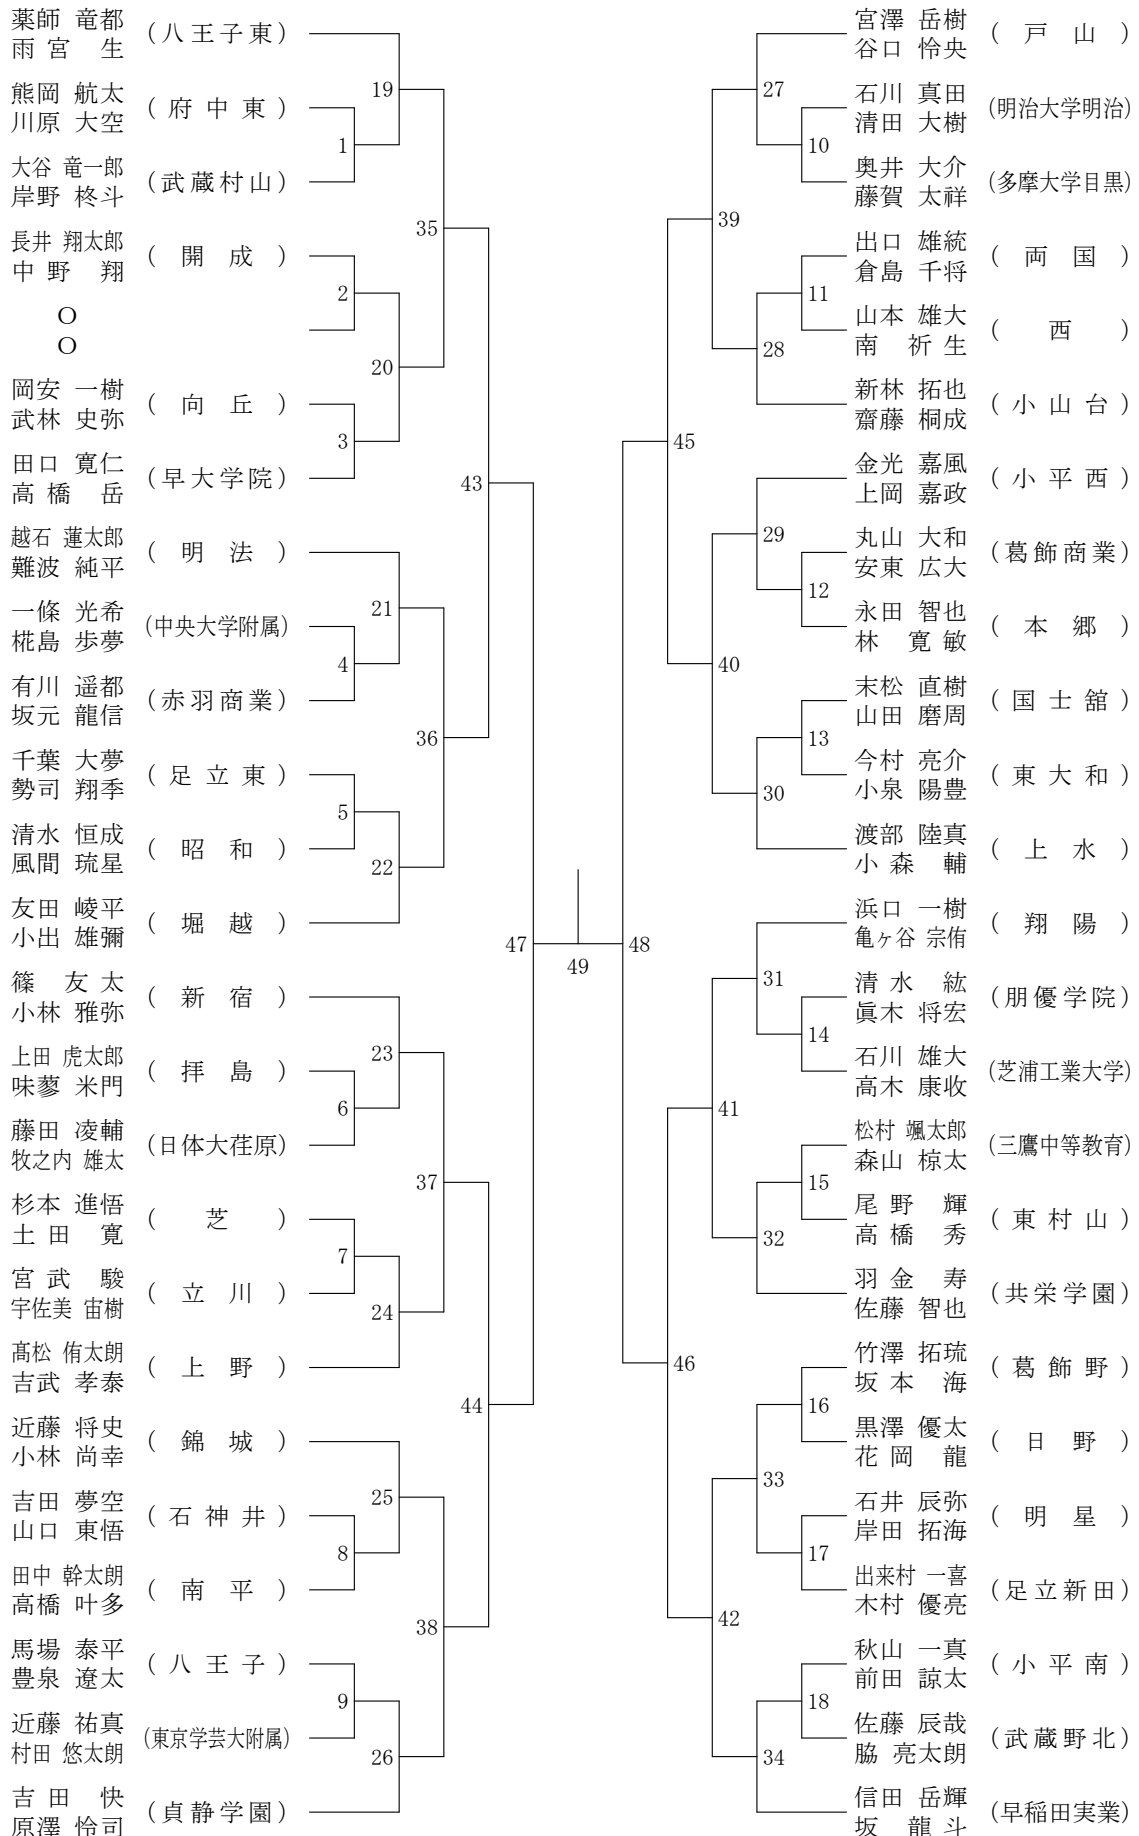 薬師 竜都
雨宮 生
(八王子東)
熊岡 航太
川原 大空
(府中東)
大谷 竜一郎
岸野 柊斗
(武蔵村山)
長井 翔太郎
中野 翔
(開成)
○
○
岡安 一樹
武林 史弥
(向丘)
田口 寛仁
高橋 岳
(早大学院)
越石 蓮太郎
難波 純平
(明法)
一條 光希
椛島 歩夢
(中央大学附属)
有川 遥都
坂元 龍信
(赤羽商業)
千葉 大夢
勢司 翔季
(足立東)
清水 恒成
風間 琉星
(昭和)
友田 崚平
小出 雄彌
(堀越)
篠 友太
小林 雅弥
(新宿)
上田 虎太郎
味蓼 米門
(拝島)
藤田 凌輔
牧之内 雄太
(日体大荏原)
杉本 進悟
土田 寛
(芝)
宮武 駿
宇佐美 宙樹
(立川)
髙松 侑太朗
吉武 孝泰
(上野)
近藤 将史
小林 尚幸
(錦城)
吉田 夢空
山口 東悟
(石神井)
田中 幹太朗
高橋 叶多
(南平)
馬場 泰平
豊泉 遼太
(八王子)
近藤 祐真
村田 悠太朗
(東京学芸大附属)
吉田 快
原澤 怜司
(貞静学園)
19
1
35
2
20
3
43
21
4
36
5
22
47
23
6
37
7
24
44
25
8
38
9
26
49
48
27
10
39
11
28
45
29
12
40
13
30
31
14
41
15
32
46
16
33
17
42
18
34
宮澤 岳樹
谷口 怜央
(戸山)
石川 真田
清田 大樹
(明治大学明治)
奥井 大介
藤賀 太祥
(多摩大学目黒)
出口 雄統
倉島 千将
(両国)
山本 雄大
南 祈生
(西)
新林 拓也
齋藤 桐成
(小山台)
金光 嘉風
上岡 嘉政
(小平西)
丸山 大和
安東 広大
(葛飾商業)
永田 智也
林 寛敏
(本郷)
末松 直樹
山田 磨周
(国士舘)
今村 亮介
小泉 陽豊
(東大和)
渡部 陸真
小森 輔
(上水)
浜口 一樹
亀ヶ谷 宗侑
(翔陽)
清水 紘
眞木 将宏
(朋優学院)
石川 雄大
高木 康收
(芝浦工業大学)
松村 颯太郎
森山 椋太
(三鷹中等教育)
尾野 輝
高橋 秀
(東村山)
羽金 寿
佐藤 智也
(共栄学園)
竹澤 拓琉
坂本 海
(葛飾野)
黒澤 優太
花岡 龍
(日野)
石井 辰弥
岸田 拓海
(明星)
出来村 一喜
木村 優亮
(足立新田)
秋山 一真
前田 諒太
(小平南)
佐藤 辰哉
脇 亮太朗
(武蔵野北)
信田 岳輝
坂 龍斗
(早稲田実業)